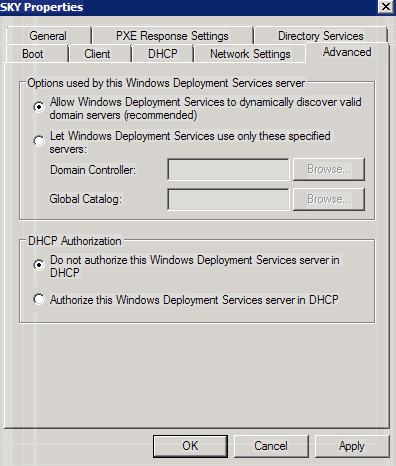 SKY Properties
General
PXE Response Settings
Directory Services
Boot
Client
DHCP
Network Settings
Advanced
Options used by this Windows Deployment Services server
Allow Windows Deployment Services to dynamically discover valid
domain servers (recommended)
Let Windows Deployment Services use only these specified
servers:
Domain Controller:
Browse...
Global Catalog:
Browse...
DHCP Authorization
Do not authorize this Windows Deployment Services server in
DHCP
Authorize this Windows Deployment Services server in DHCP
OK
Cancel
Apply